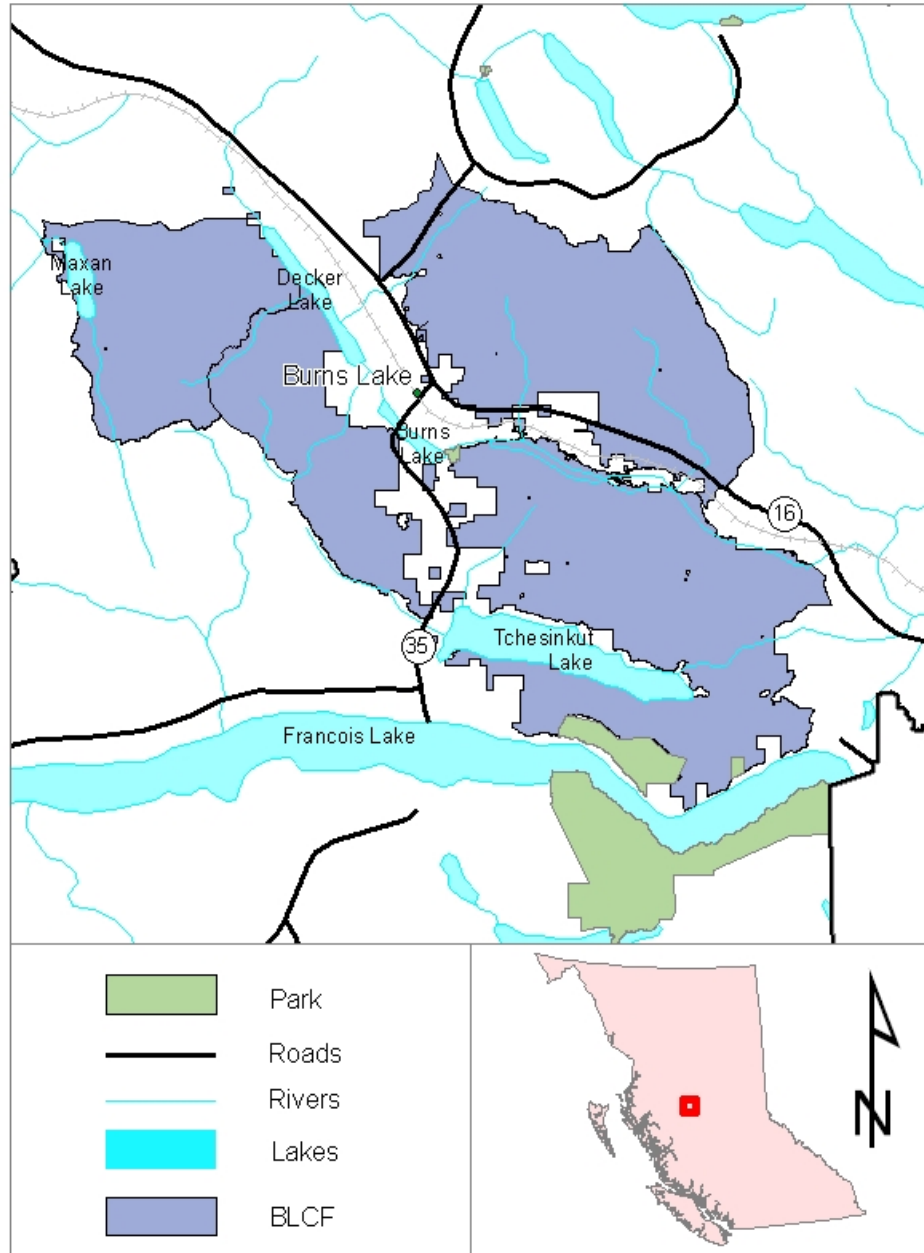 Maxan
Lake
Decker
Lake
Burns Lake
Burns
Lake
16
Tchesinkut
Lake
35
Francois Lake
Park
Roads
Rivers
Lakes
BLCF
N